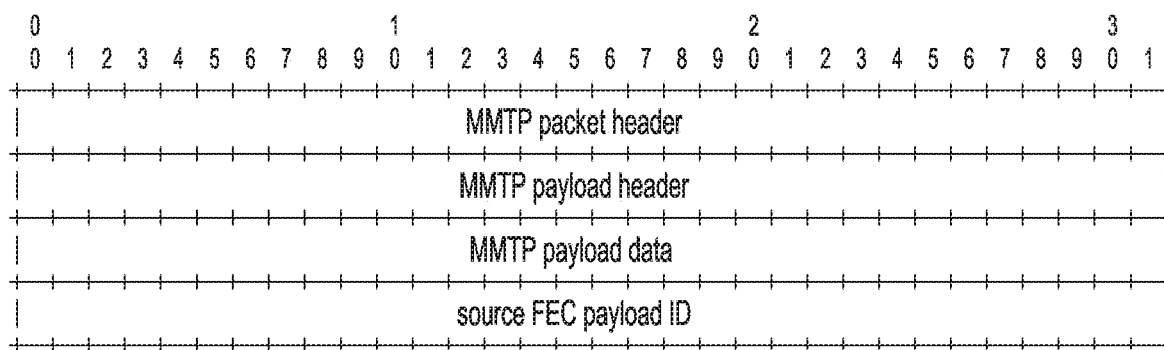 0 1 2 3
0 1 2 3 4 5 6 7 8 9 0 1 2 3 4 5 6 7 8 9 0 1 2 3 4 5 6 7 8 9 0 1
MMTP packet header
MMTP payload header
MMTP payload data
source FEC payload ID